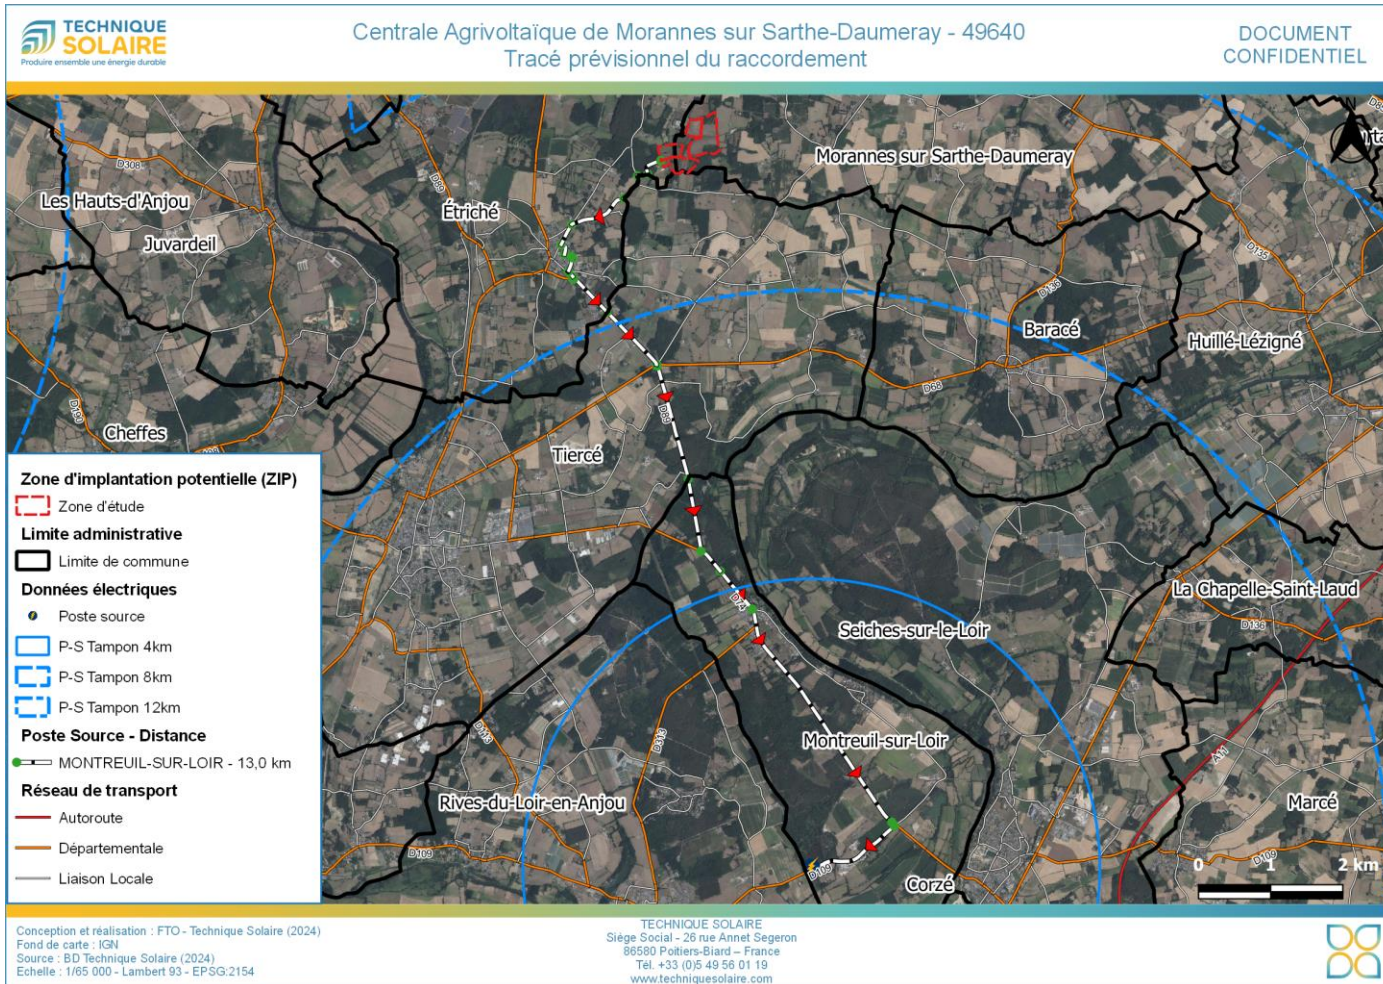 TECHNIQUE
SOLAIRE
Produire ensemble une énergie durable
Centrale Agrivoltaïque de Morannes sur Sarthe-Daumeray - 49640
Tracé prévisionnel du raccordement
DOCUMENT
CONFIDENTIEL
N
D308
D89
Les Hauts-d'Anjou
Juvardeil
Étriché
Morannes sur Sarthe-Daumeray
D135
D136
Baracé
Huillé-Lézigné
D68
D190
Cheffes
D89
Tiercé
D74
La Chapelle-Saint-Laud
D136
Seiches-sur-le-Loir
D113
D313
Montreuil-sur-Loir
A11
Rives-du-Loir-en-Anjou
Marcé
D109
D109
D109
Corzé
0 1 2 km
Zone d'implantation potentielle (ZIP)
Zone d'étude
Limite administrative
Limite de commune
Données électriques
Poste source
P-S Tampon 4km
P-S Tampon 8km
P-S Tampon 12km
Poste Source - Distance
MONTREUIL-SUR-LOIR - 13,0 km
Réseau de transport
Autoroute
Départementale
Liaison Locale
Conception et réalisation : FTO - Technique Solaire (2024)
Fond de carte : IGN
Source : BD Technique Solaire (2024)
Echelle : 1/65 000 - Lambert 93 - EPSG:2154
TECHNIQUE SOLAIRE
Siège Social - 26 rue Annet Segeron
86580 Poitiers-Biard – France
Tél. +33 (0)5 49 56 01 19
www.techniquesolaire.com